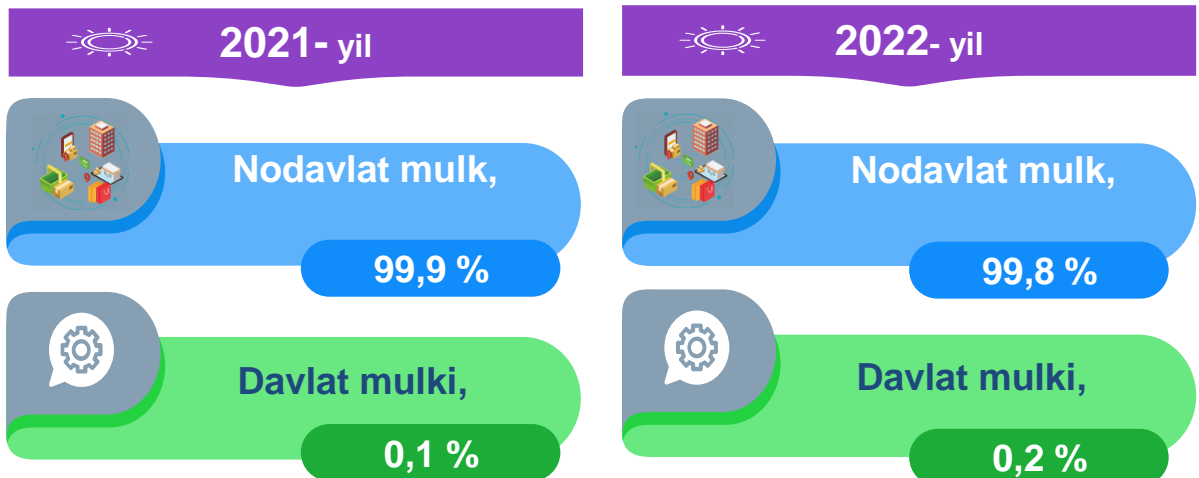 2021- yil
Nodavlat mulk,
99,9 %
Davlat mulki,
0,1 %
2022- yil
Nodavlat mulk,
99,8 %
Davlat mulki,
0,2 %